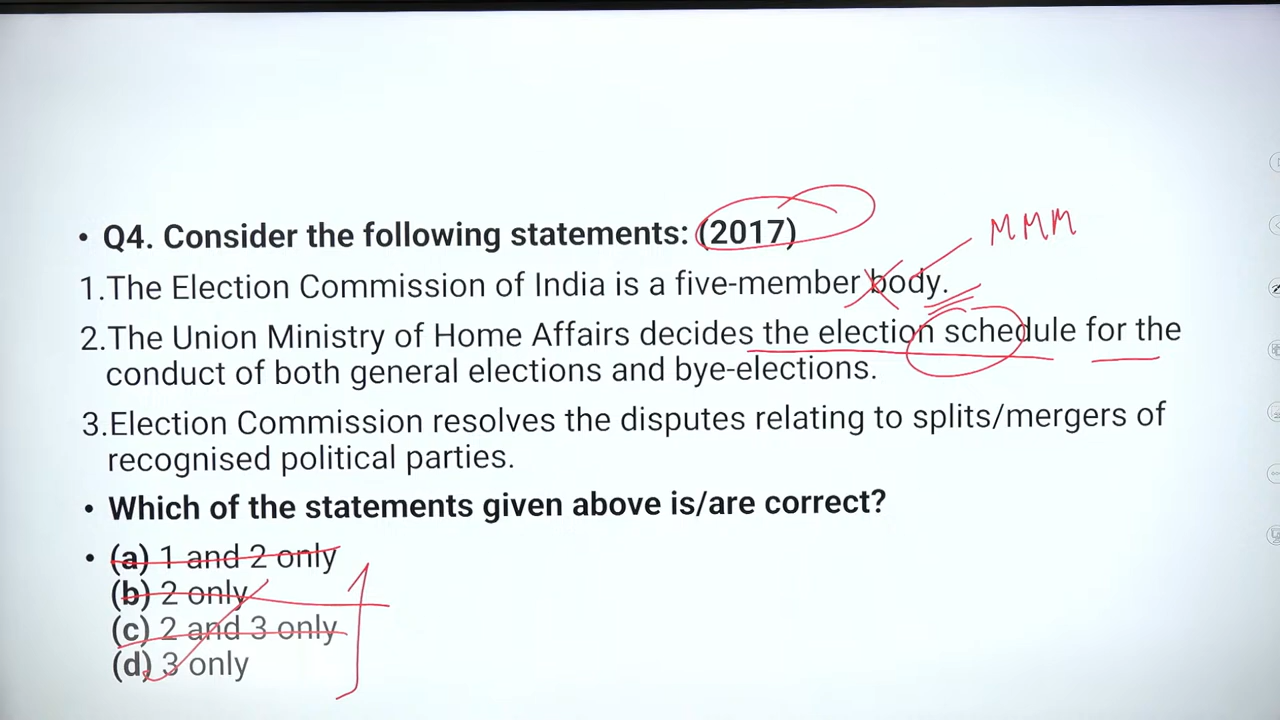 • Q4. Consider the following statements: (2017)
MMM
1.The Election Commission of India is a five-member body.
2.The Union Ministry of Home Affairs decides the election schedule for the
conduct of both general elections and bye-elections.
3.Election Commission resolves the disputes relating to splits/mergers of
recognised political parties.
• Which of the statements given above is/are correct?
• (a) 1 and 2 only
(b) 2 only
(c) 2 and 3 only
(d) 3 only